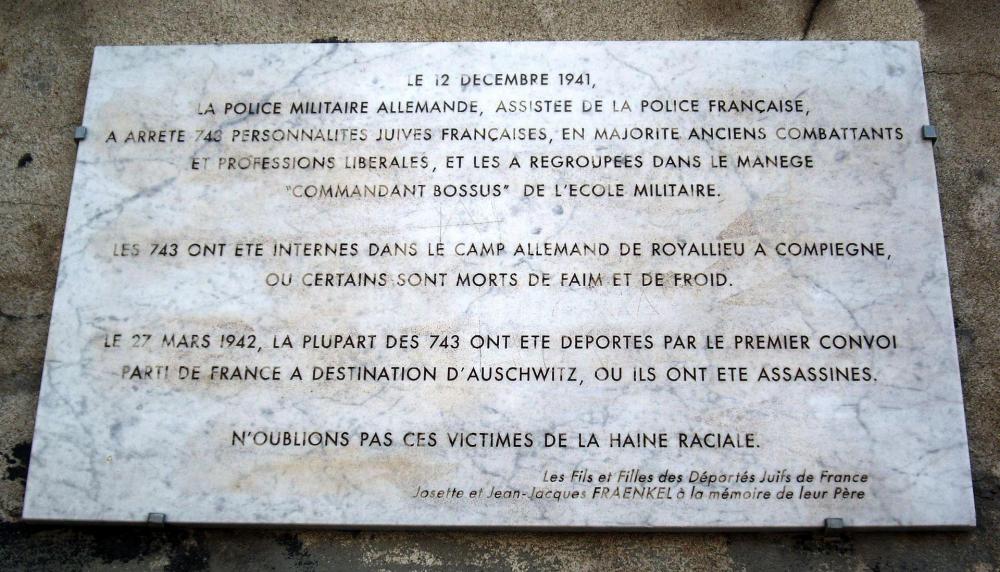 LE 12 DECEMBRE 1941,
LA POLICE MILITAIRE ALLEMANDE, ASSISTEE DE LA POLICE FRANÇAISE,
A ARRETE 743 PERSONNALITES JUIVES FRANÇAISES, EN MAJORITE ANCIENS COMBATTANTS
ET PROFESSIONS LIBERALES, ET LES A REGROUPEES DANS LE MANEGE
"COMMANDANT BOSSUS" DE L'ECOLE MILITAIRE.
LES 743 ONT ETE INTERNES DANS LE CAMP ALLEMAND DE ROYALLIEU A COMPIEGNE,
OU CERTAINS SONT MORTS DE FAIM ET DE FROID.
LE 27 MARS 1942, LA PLUPART DES 743 ONT ETE DEPORTES PAR LE PREMIER CONVOI
PARTI DE FRANCE A DESTINATION D'AUSCHWITZ, OU ILS ONT ETE ASSASSINES.
N'OUBLIONS PAS CES VICTIMES DE LA HAINE RACIALE.
Les Fils et Filles des Déportés Juifs de France
Josette et Jean-Jacques FRAENKEL à la mémoire de leur Père